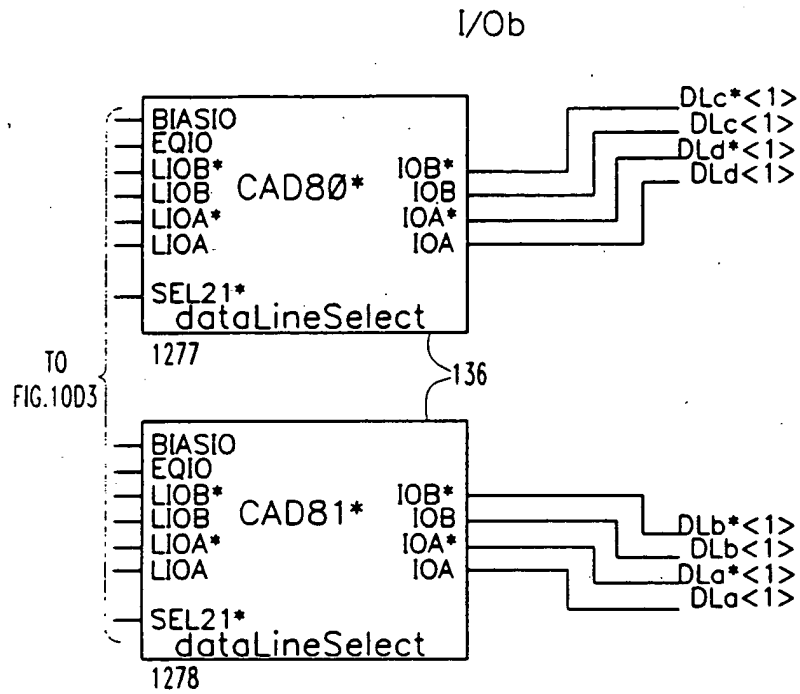 I/Ob
BIASIO
EQIO
LIOB*
LIOB
LIOA*
LIOA
SEL21*
CAD80*
IOB*
IOB
IOA*
IOA
dataLineSelect
1277
DLc*<1>
DLc<1>
DLd*<1>
DLd<1>
TO
FIG.10D3
136
BIASIO
EQIO
LIOB*
LIOB
LIOA*
LIOA
SEL21*
CAD81*
IOB*
IOB
IOA*
IOA
dataLineSelect
1278
DLb*<1>
DLb<1>
DLa*<1>
DLa<1>